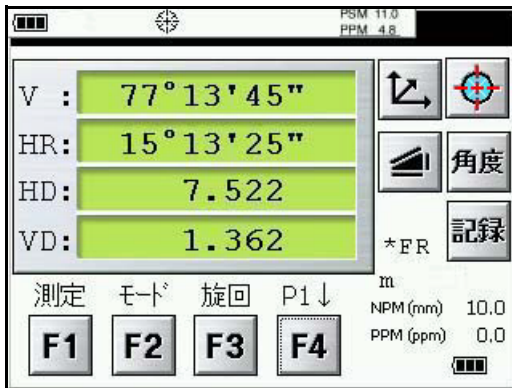 PSM 11.0
PPM 4.8
V : 77°13'45"
HR: 15°13'25"
HD: 7.522
VD: 1.362
角度
記録
*FR
m
NPM (mm) 10.0
PPM (ppm) 0.0
測定 モード 旋回 P1↓
F1 F2 F3 F4